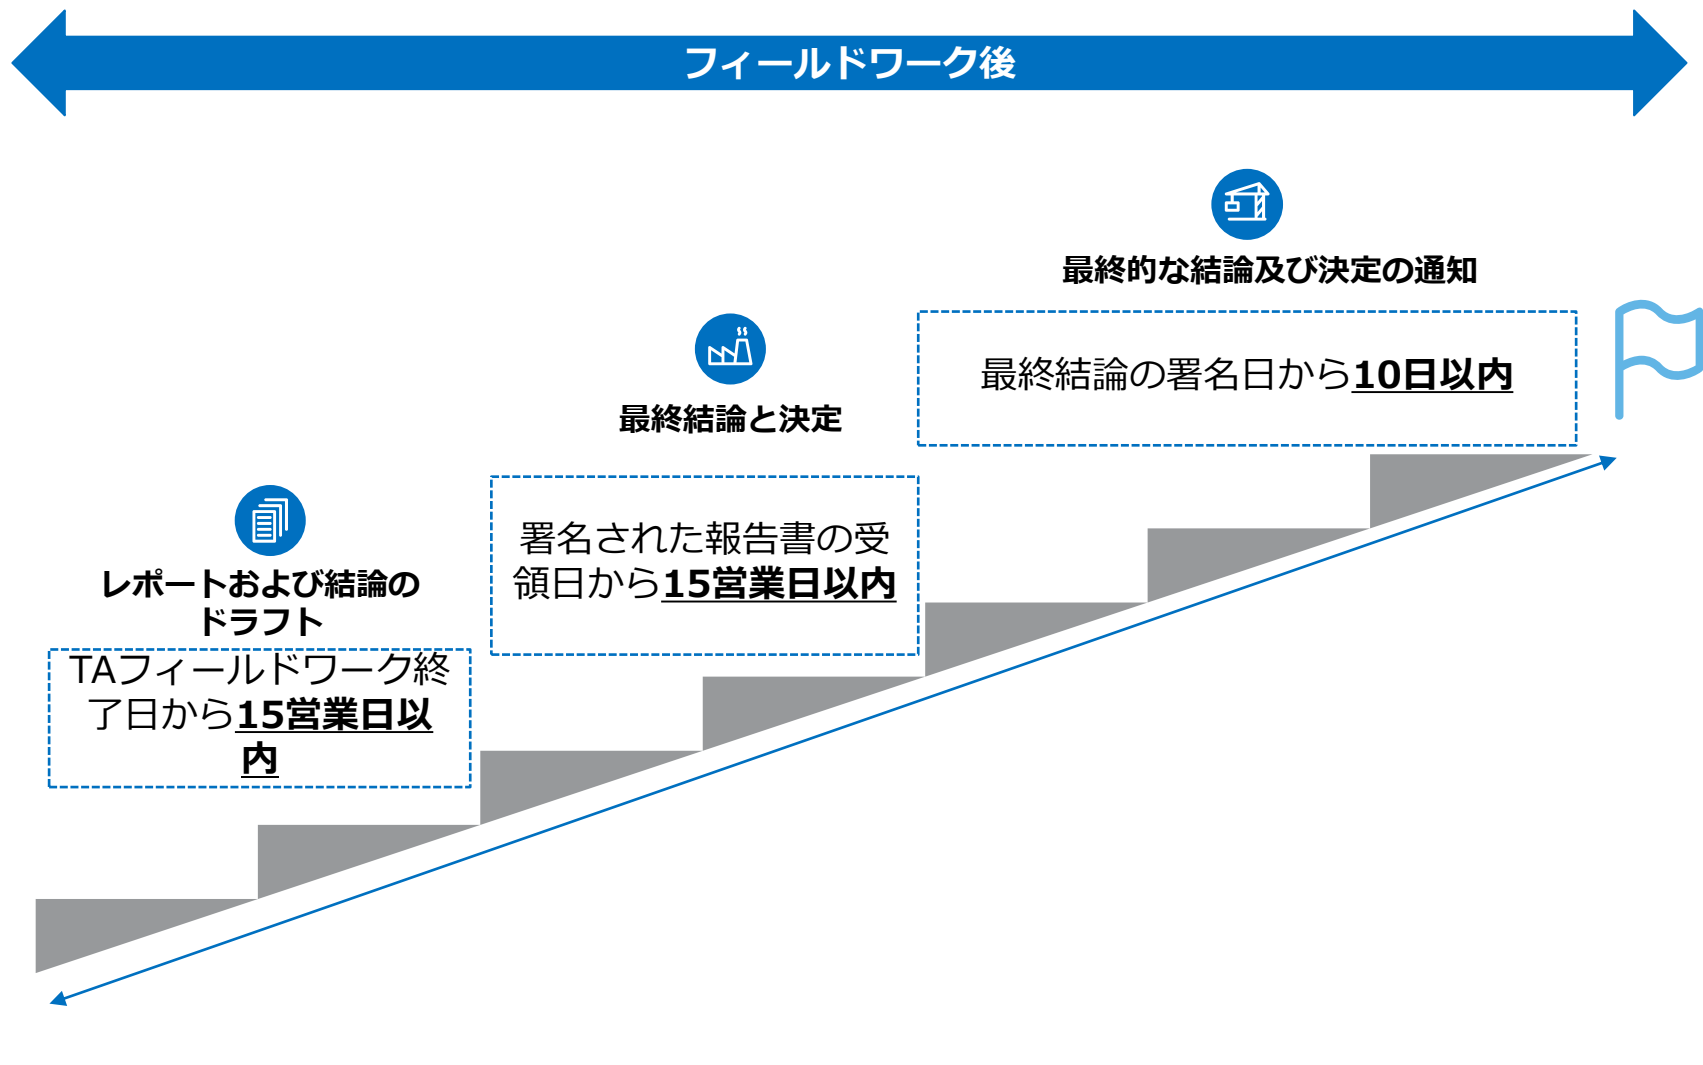 フィールドワーク後
最終的な結論及び決定の通知
最終結論の署名日から10日以内
最終結論と決定
署名された報告書の受
領日から15営業日以内
レポートおよび結論の
ドラフト
TAフィールドワーク終
了日から15営業日以
内